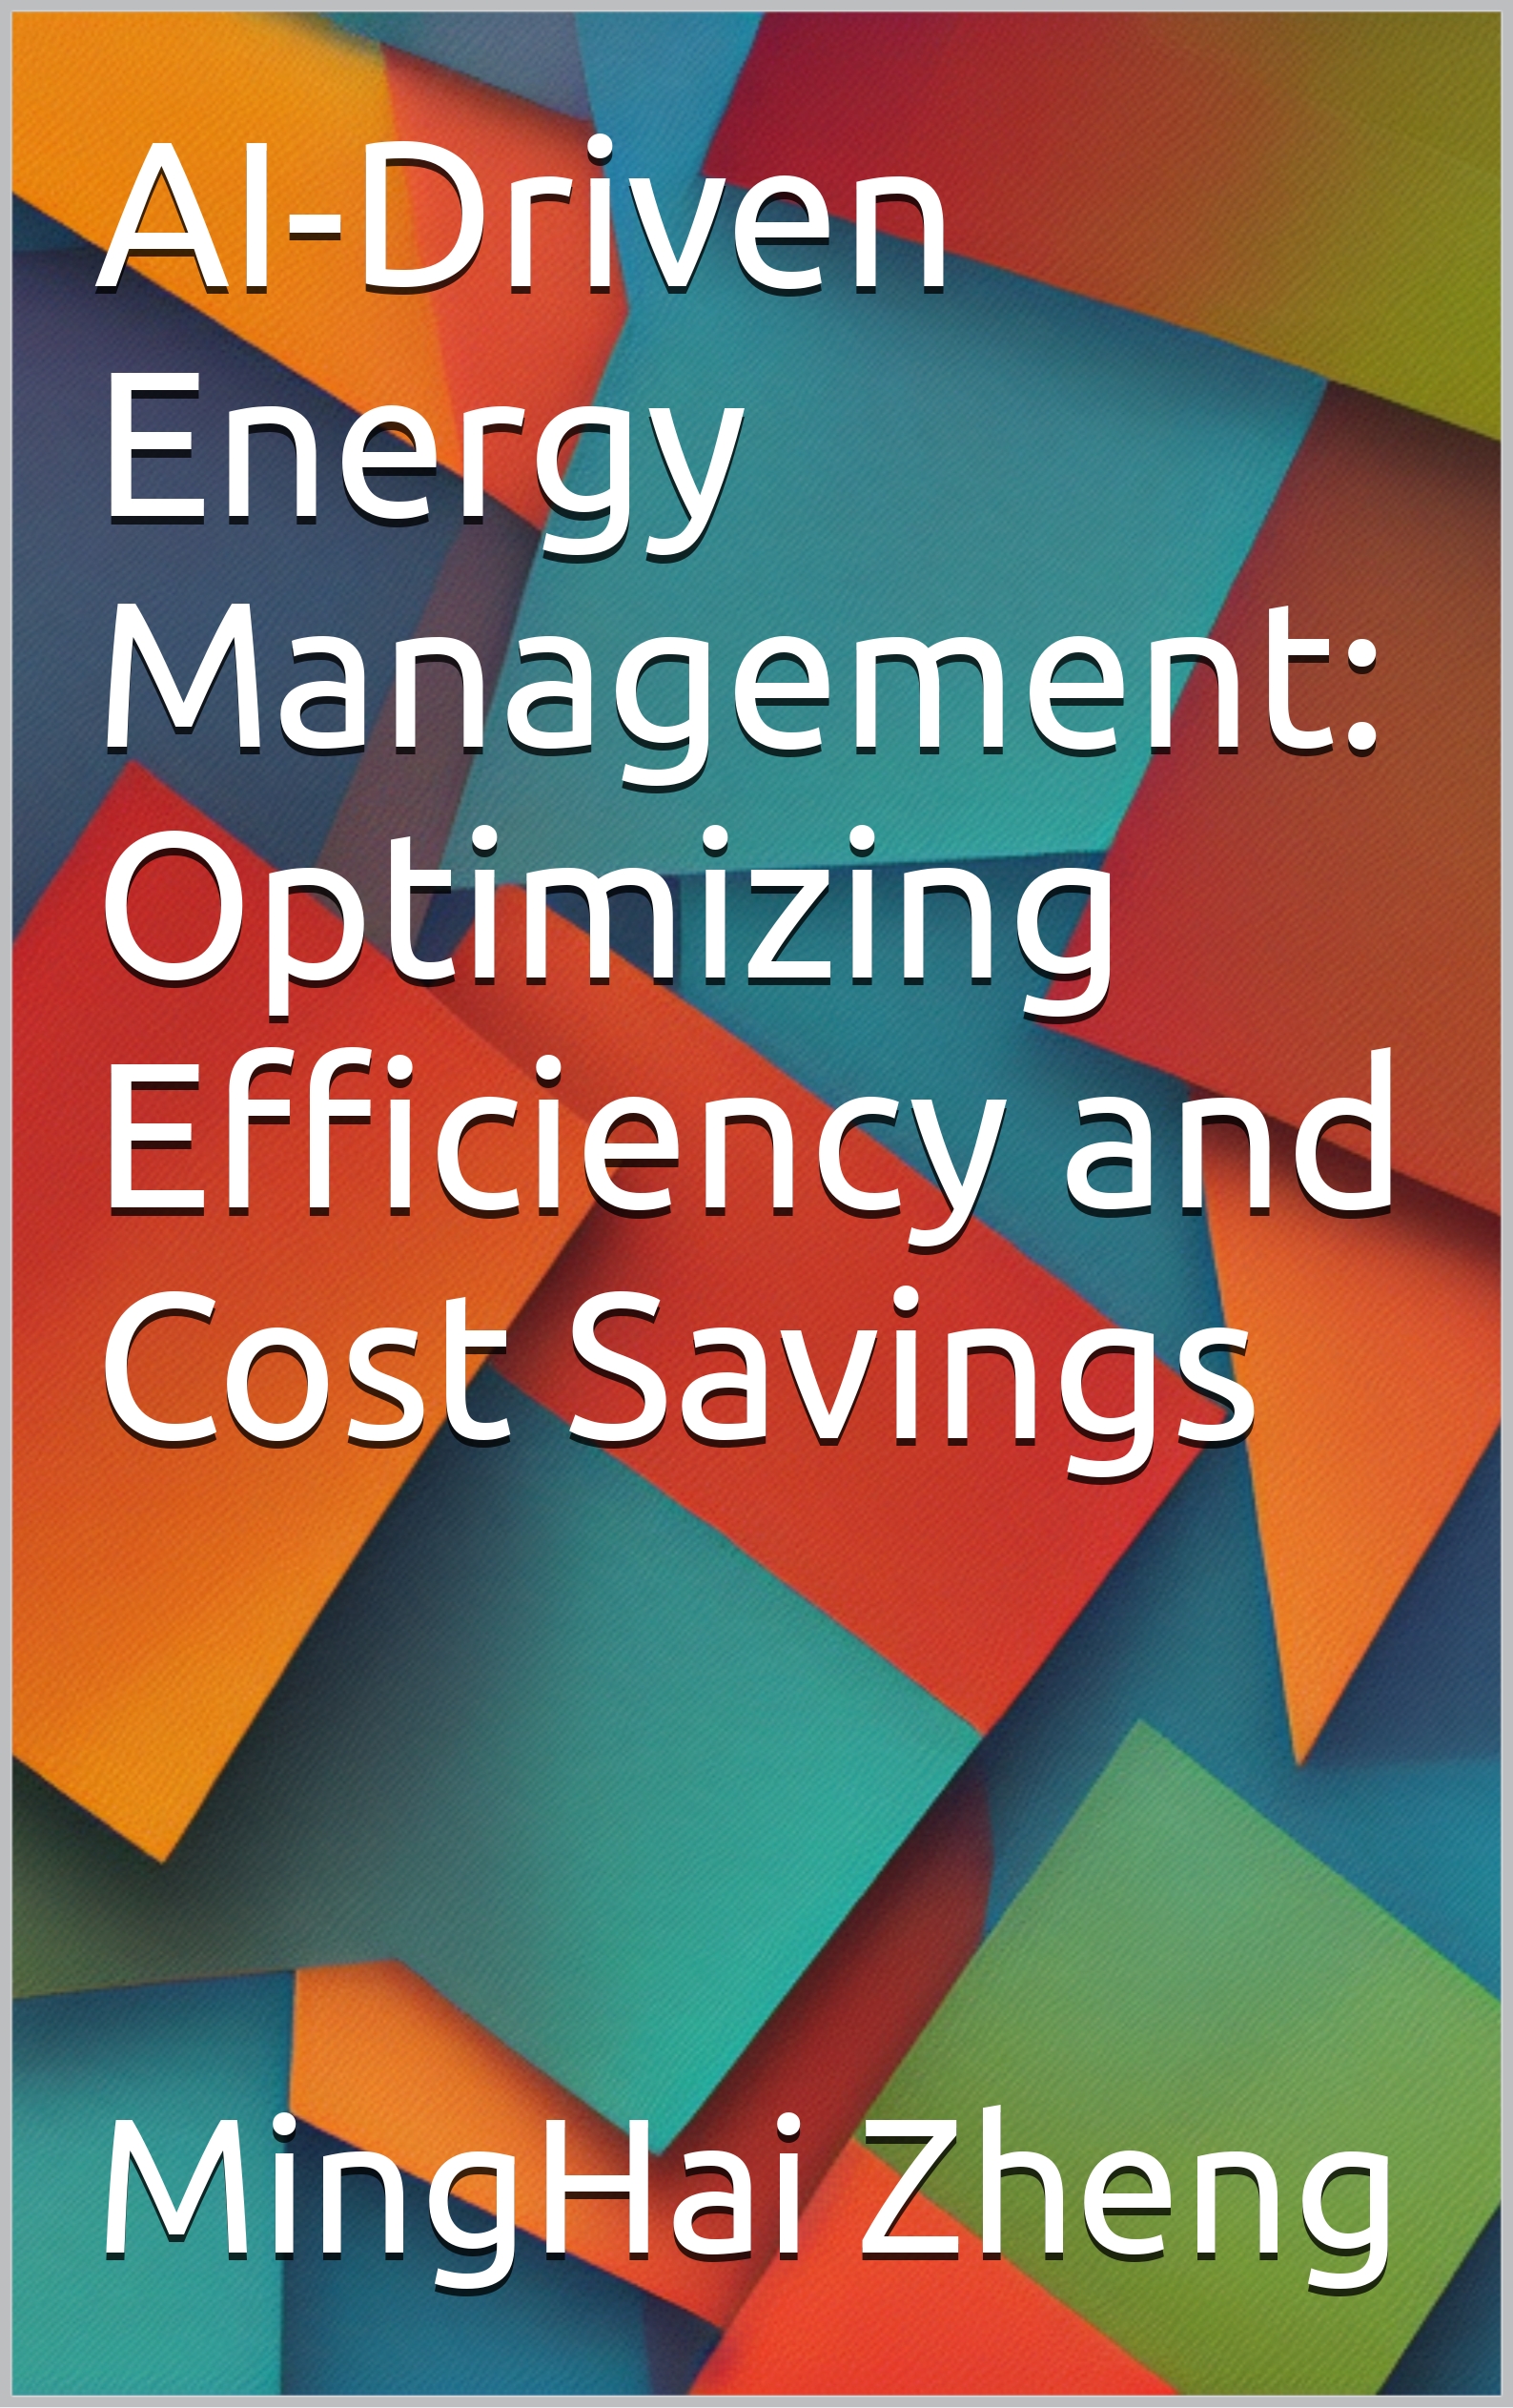 AI-Driven
Energy
Management:
Optimizing
Efficiency and
Cost Savings
MingHai Zheng